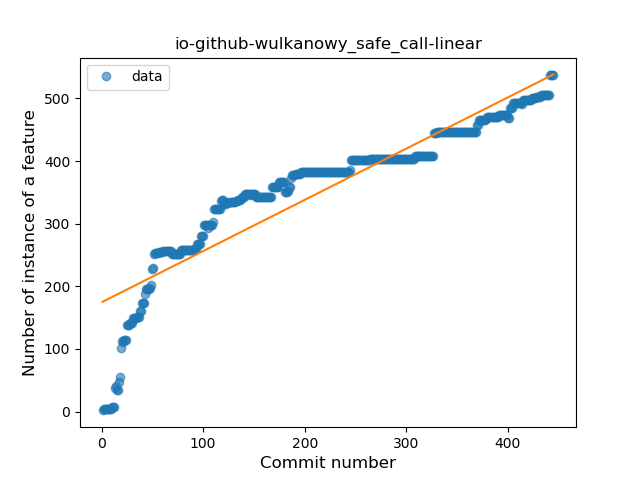 io-github-wulkanowy_safe_call-linear
data
Number of instance of a feature
500
400
300
200
100
0
0 100 200 300 400
Commit number